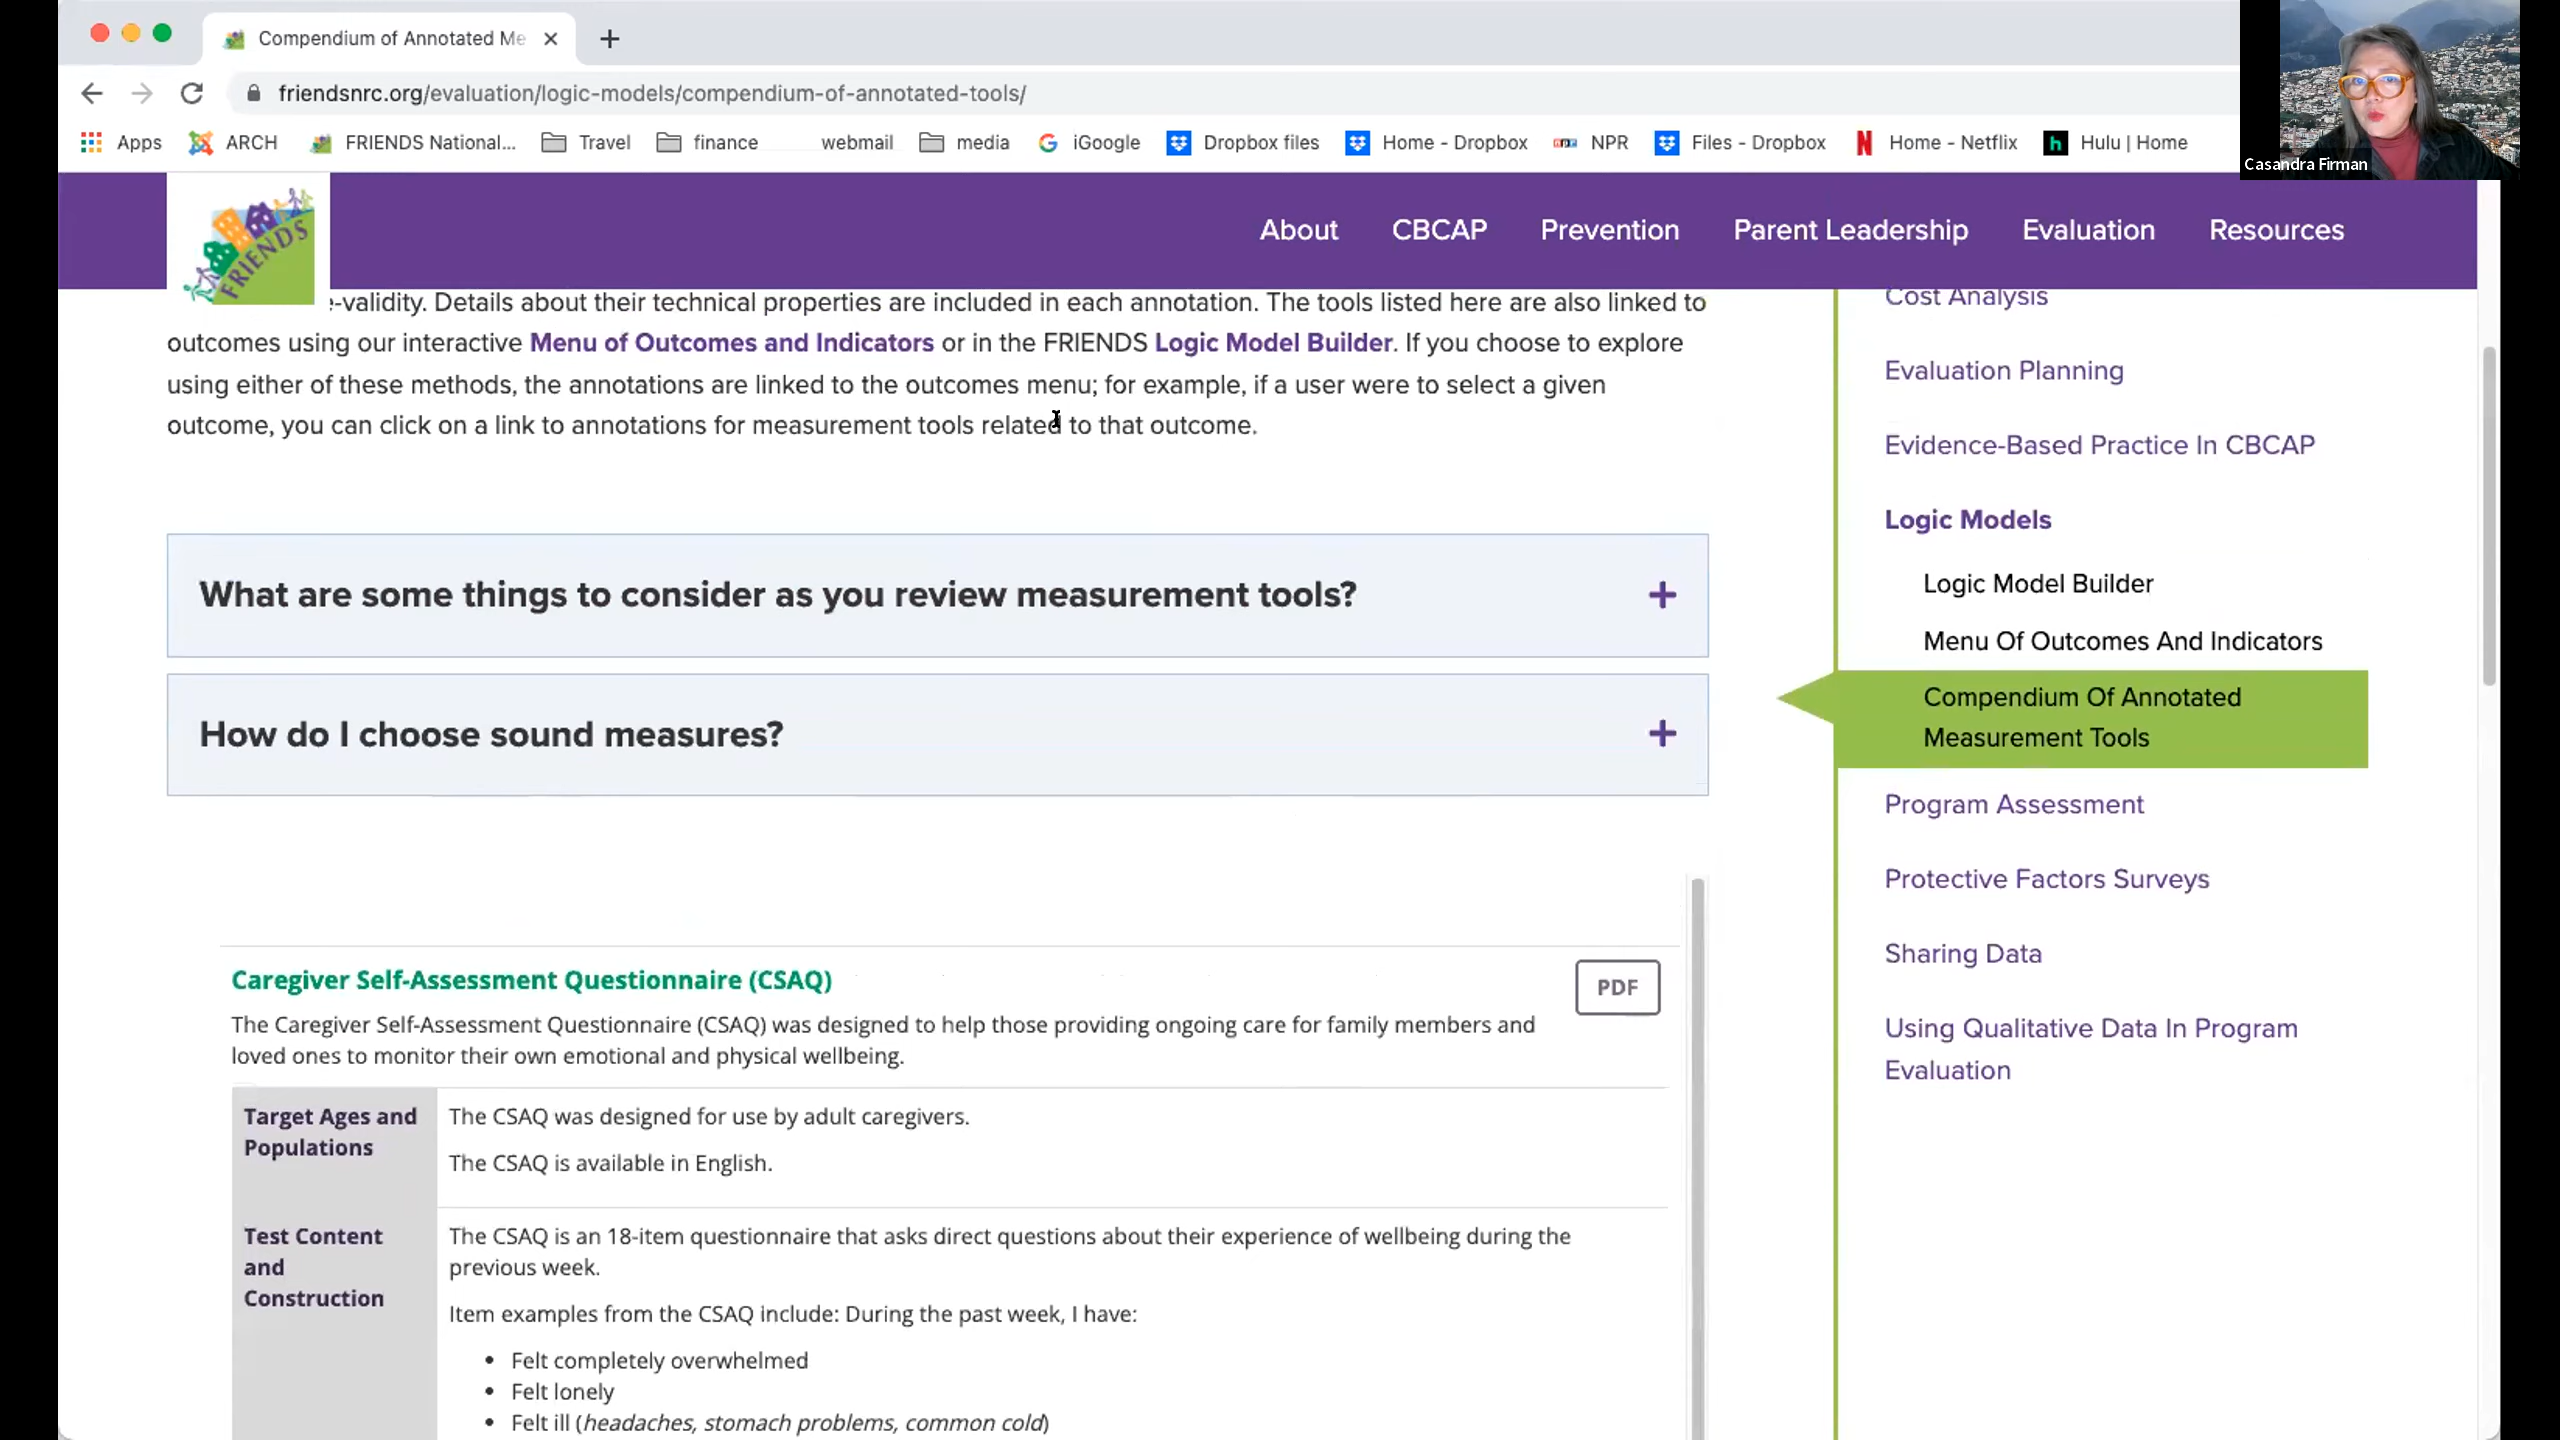 Compendium of Annotated Me
friendsnrc.org/evaluation/logic-models/compendium-of-annotated-tools/
Apps ARCH FRIENDS National... Travel finance webmail media iGoogle Dropbox files Home - Dropbox NPR Files - Dropbox Home - Netflix Hulu | Home
Casandra Firman
FRIENDS
About CBCAP Prevention Parent Leadership Evaluation Resources
-validity. Details about their technical properties are included in each annotation. The tools listed here are also linked to
outcomes using our interactive Menu of Outcomes and Indicators or in the FRIENDS Logic Model Builder. If you choose to explore
using either of these methods, the annotations are linked to the outcomes menu; for example, if a user were to select a given
outcome, you can click on a link to annotations for measurement tools related to that outcome.
What are some things to consider as you review measurement tools? +
How do I choose sound measures? +
Caregiver Self-Assessment Questionnaire (CSAQ)
PDF
The Caregiver Self-Assessment Questionnaire (CSAQ) was designed to help those providing ongoing care for family members and
loved ones to monitor their own emotional and physical wellbeing.
Target Ages and
Populations
The CSAQ was designed for use by adult caregivers.
The CSAQ is available in English.
Test Content
and
Construction
The CSAQ is an 18-item questionnaire that asks direct questions about their experience of wellbeing during the
previous week.
Item examples from the CSAQ include: During the past week, I have:
• Felt completely overwhelmed
• Felt lonely
• Felt ill (headaches, stomach problems, common cold)
Cost Analysis
Evaluation Planning
Evidence-Based Practice In CBCAP
Logic Models
Logic Model Builder
Menu Of Outcomes And Indicators
Compendium Of Annotated
Measurement Tools
Program Assessment
Protective Factors Surveys
Sharing Data
Using Qualitative Data In Program
Evaluation